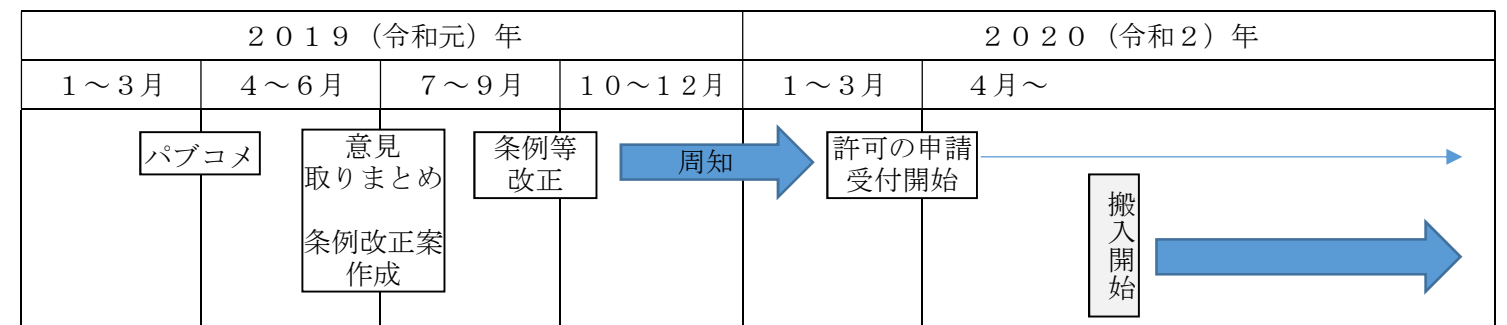 ２０１９（令和元）年
２０２０（令和２）年
１～３月
４～６月
７～９月
１０～１２月
１～３月
４月～
パブコメ
意見
取りまとめ
条例改正案
作成
条例等
改正
周知
許可の申請
受付開始
搬入開始